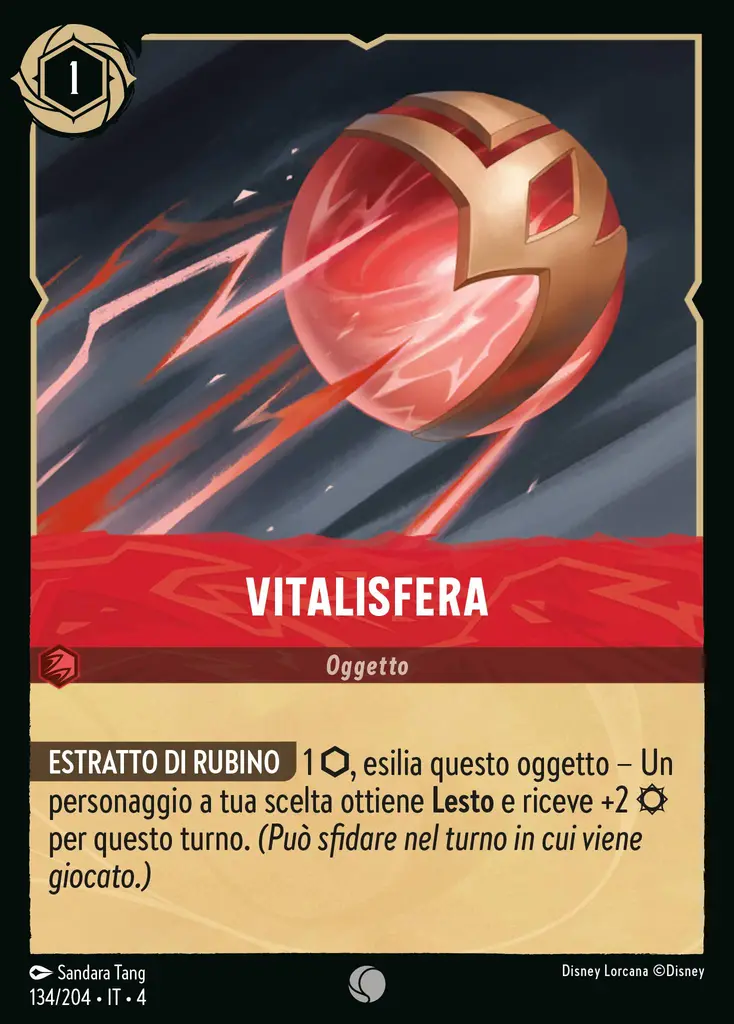 1
VITALISFERA
Oggetto
ESTRATTO DI RUBINO 1 ⬡, esilia questo oggetto – Un
personaggio a tua scelta ottiene Lesto e riceve +2 ¤
per questo turno. (Può sfidare nel turno in cui viene
giocato.)
Sandara Tang
Disney Lorcana ©Disney
134/204 • IT • 4